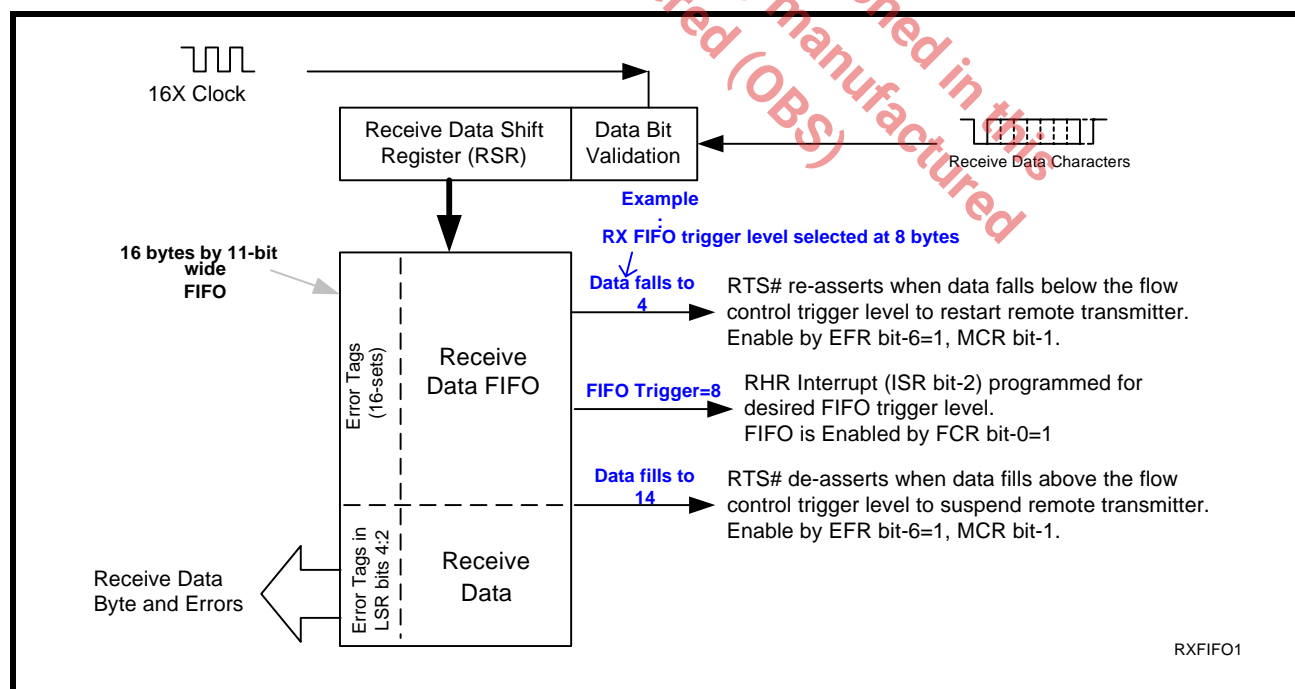 oned in this
manufactured
ured (OBS)
16X Clock
Receive Data Shift
Register (RSR)
Data Bit
Validation
Receive Data Characters
Example
:
RX FIFO trigger level selected at 8 bytes
16 bytes by 11-bit
wide
FIFO
Data falls to
4
RTS# re-asserts when data falls below the flow
control trigger level to restart remote transmitter.
Enable by EFR bit-6=1, MCR bit-1.
Error Tags
(16-sets)
Receive
Data FIFO
FIFO Trigger=8
RHR Interrupt (ISR bit-2) programmed for
desired FIFO trigger level.
FIFO is Enabled by FCR bit-0=1
Data fills to
14
RTS# de-asserts when data fills above the flow
control trigger level to suspend remote transmitter.
Enable by EFR bit-6=1, MCR bit-1.
Error Tags in
LSR bits 4:2
Receive
Data
Receive Data
Byte and Errors
RXFIFO1